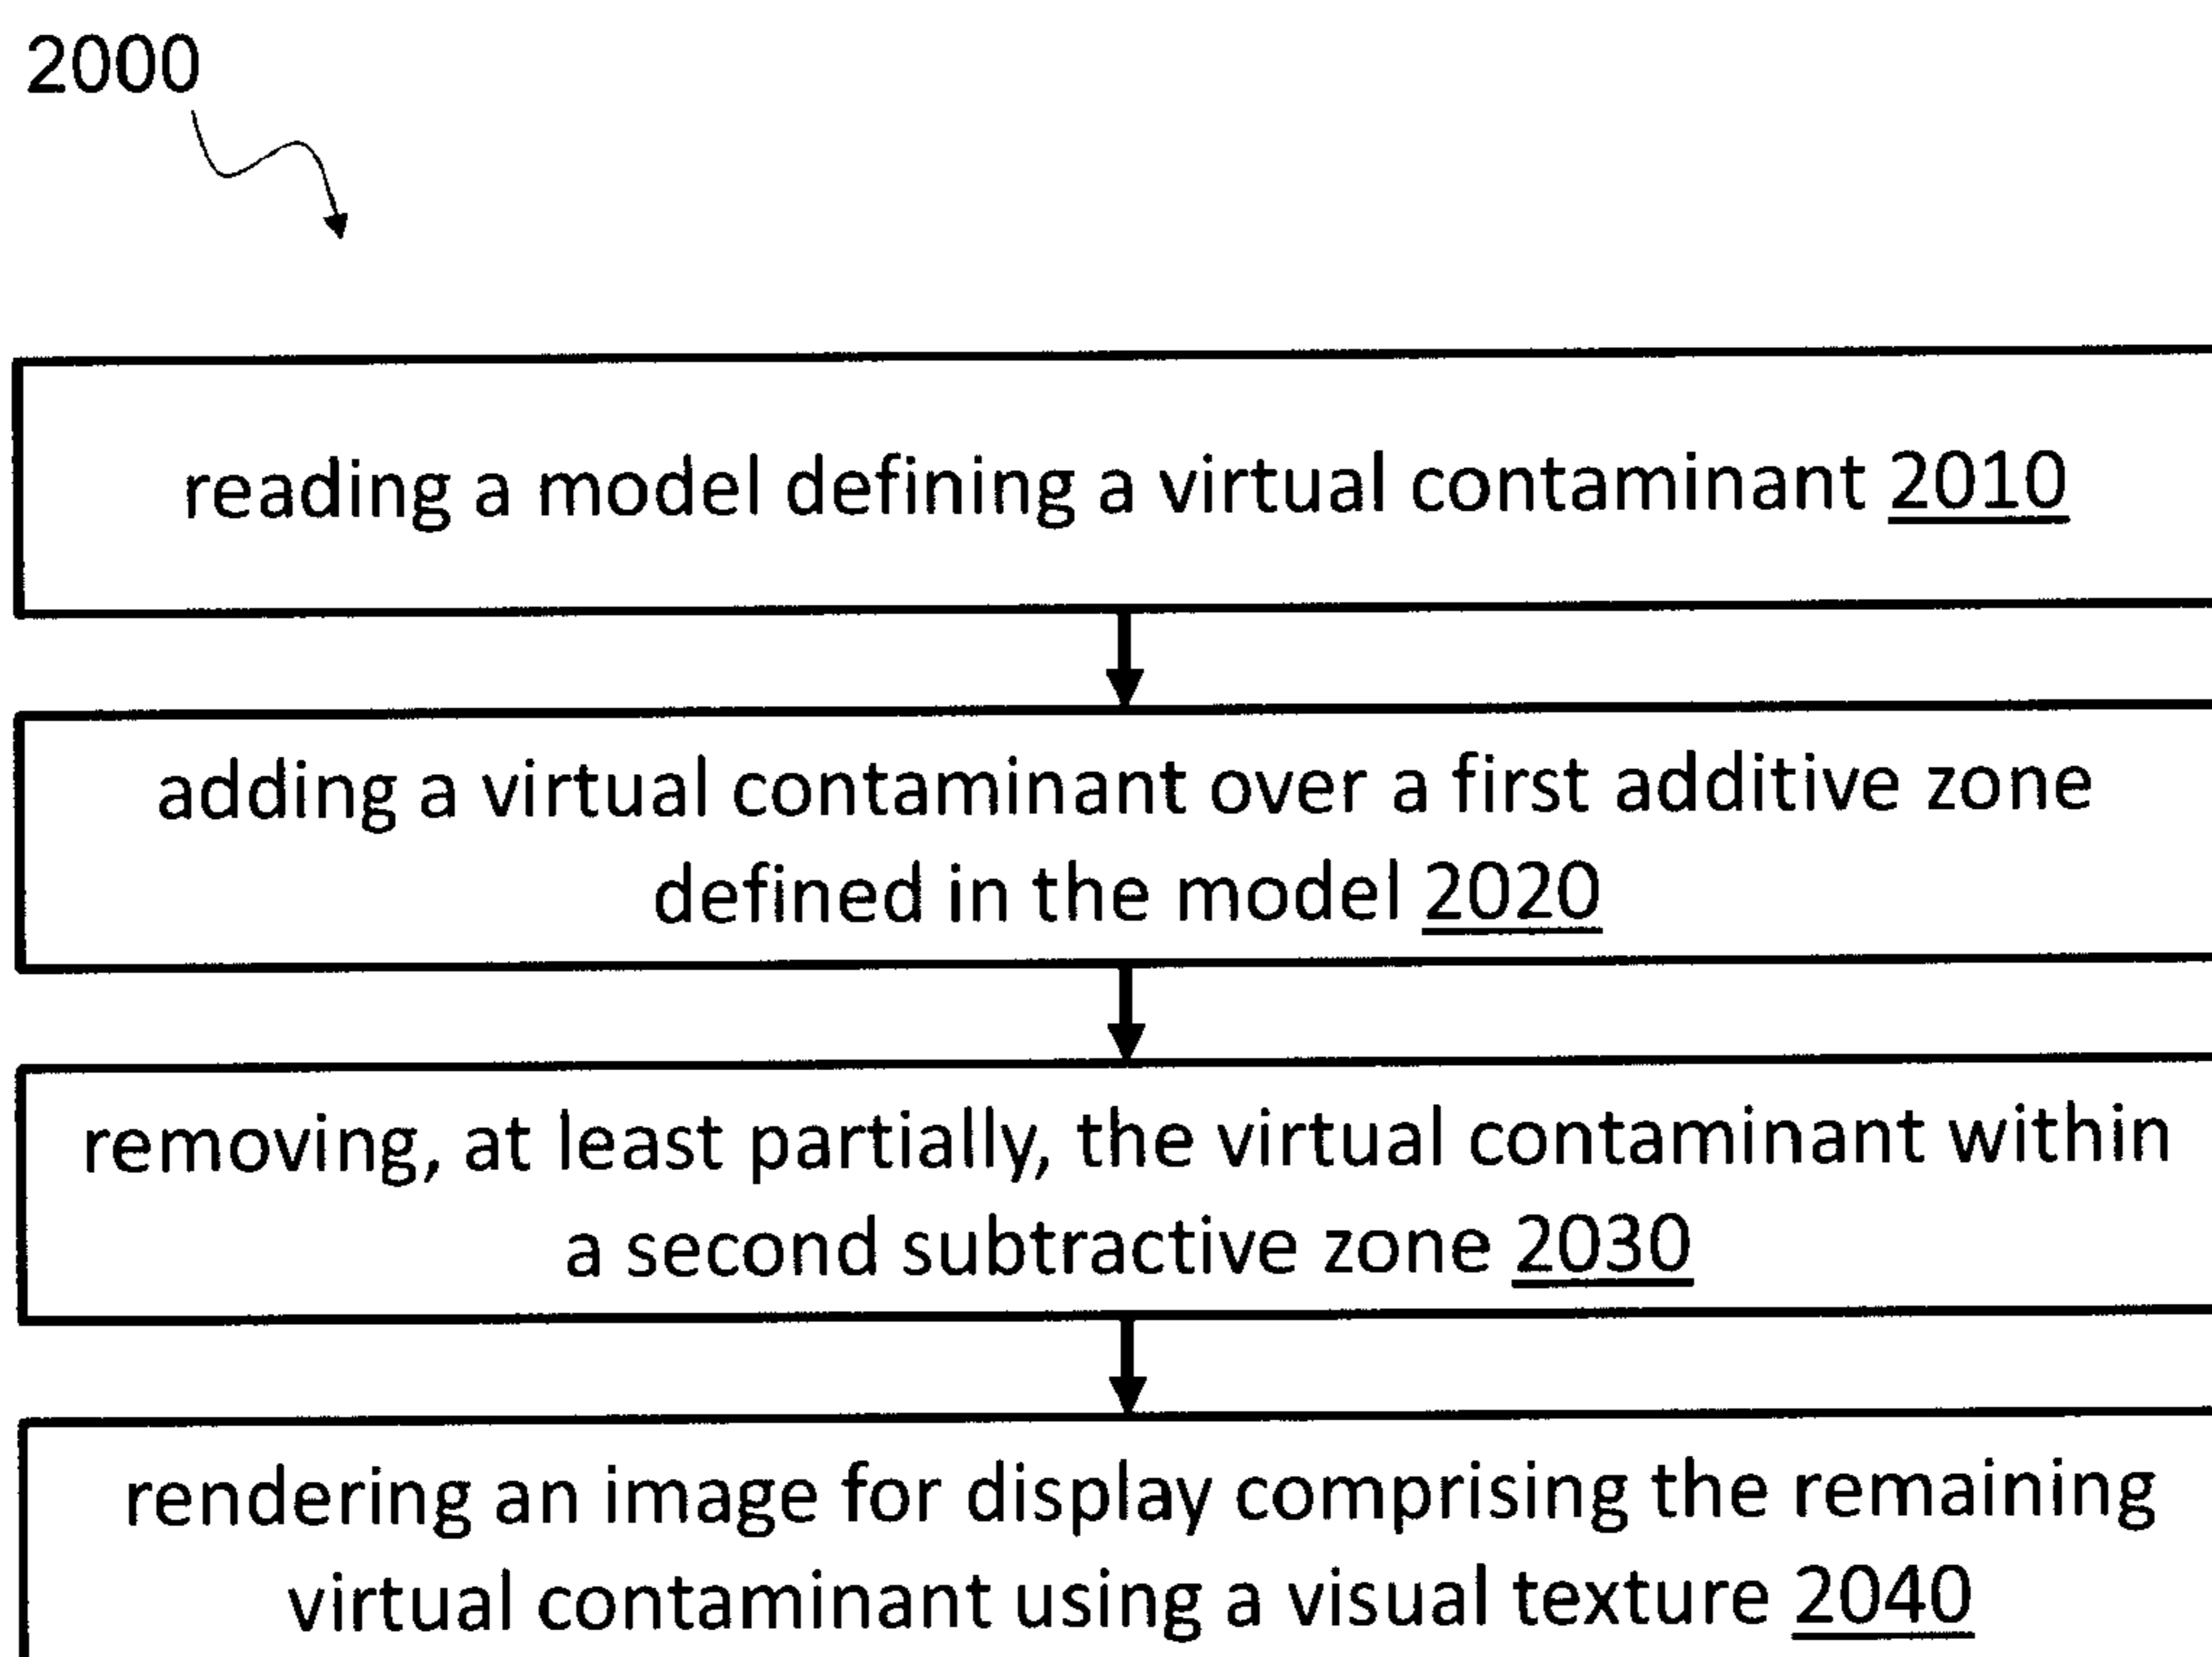 2000
reading a model defining a virtual contaminant 2010
adding a virtual contaminant over a first additive zone
defined in the model 2020
removing, at least partially, the virtual contaminant within
a second subtractive zone 2030
rendering an image for display comprising the remaining
virtual contaminant using a visual texture 2040